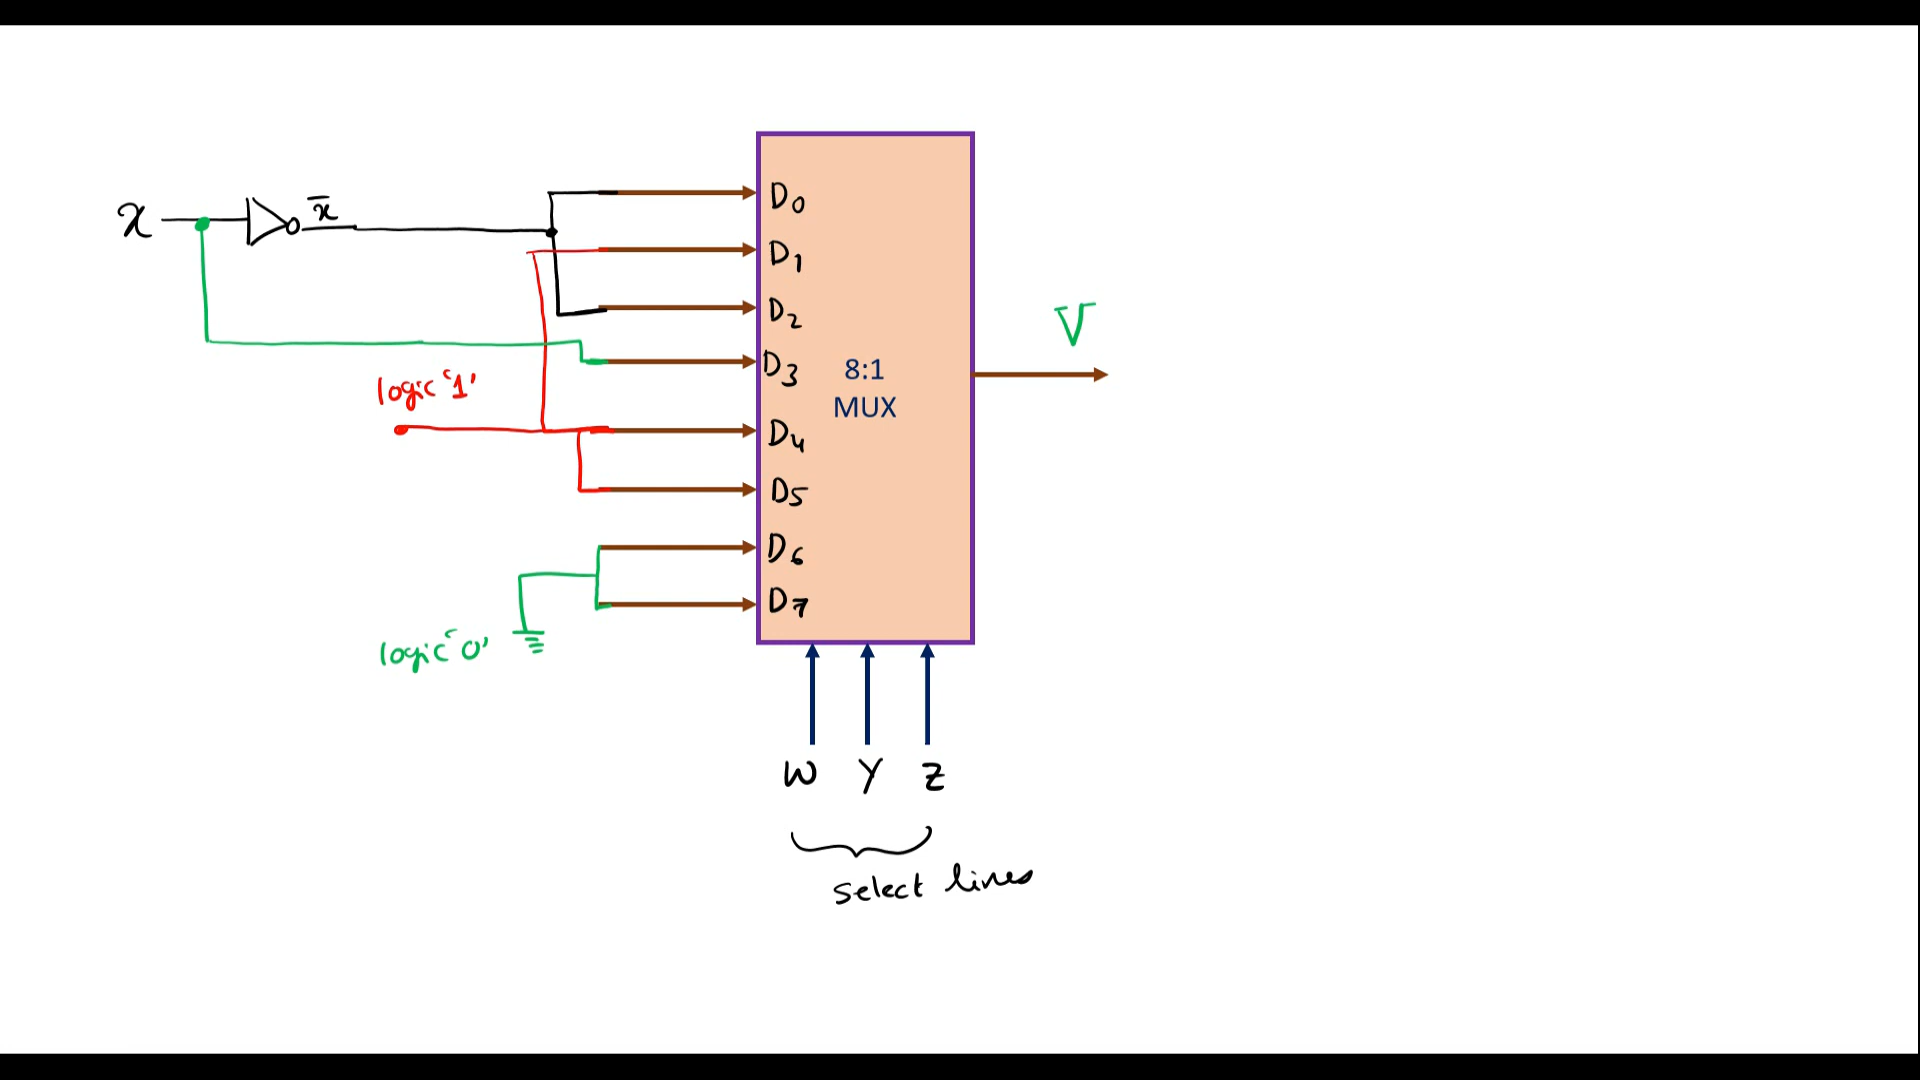 x
x̄
D0
D1
D2
D3
D4
D5
D6
D7
8:1
MUX
V
logic '1'
logic '0'
W Y Z
select lines